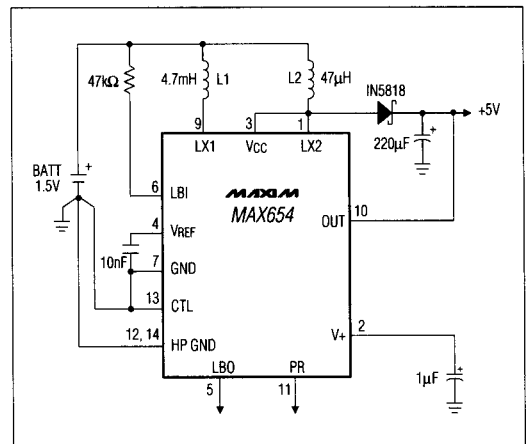 47kΩ
4.7mH
L1
L2
47μH
IN5818
+5V
9
3
1
LX1
VCC
LX2
220μF
+
BATT
1.5V
+
6
LBI
MAXIM
MAX654
4
VREF
OUT
10
10nF
7
GND
13
CTL
12, 14
HP GND
V+
2
LBO
PR
5
11
1μF
+